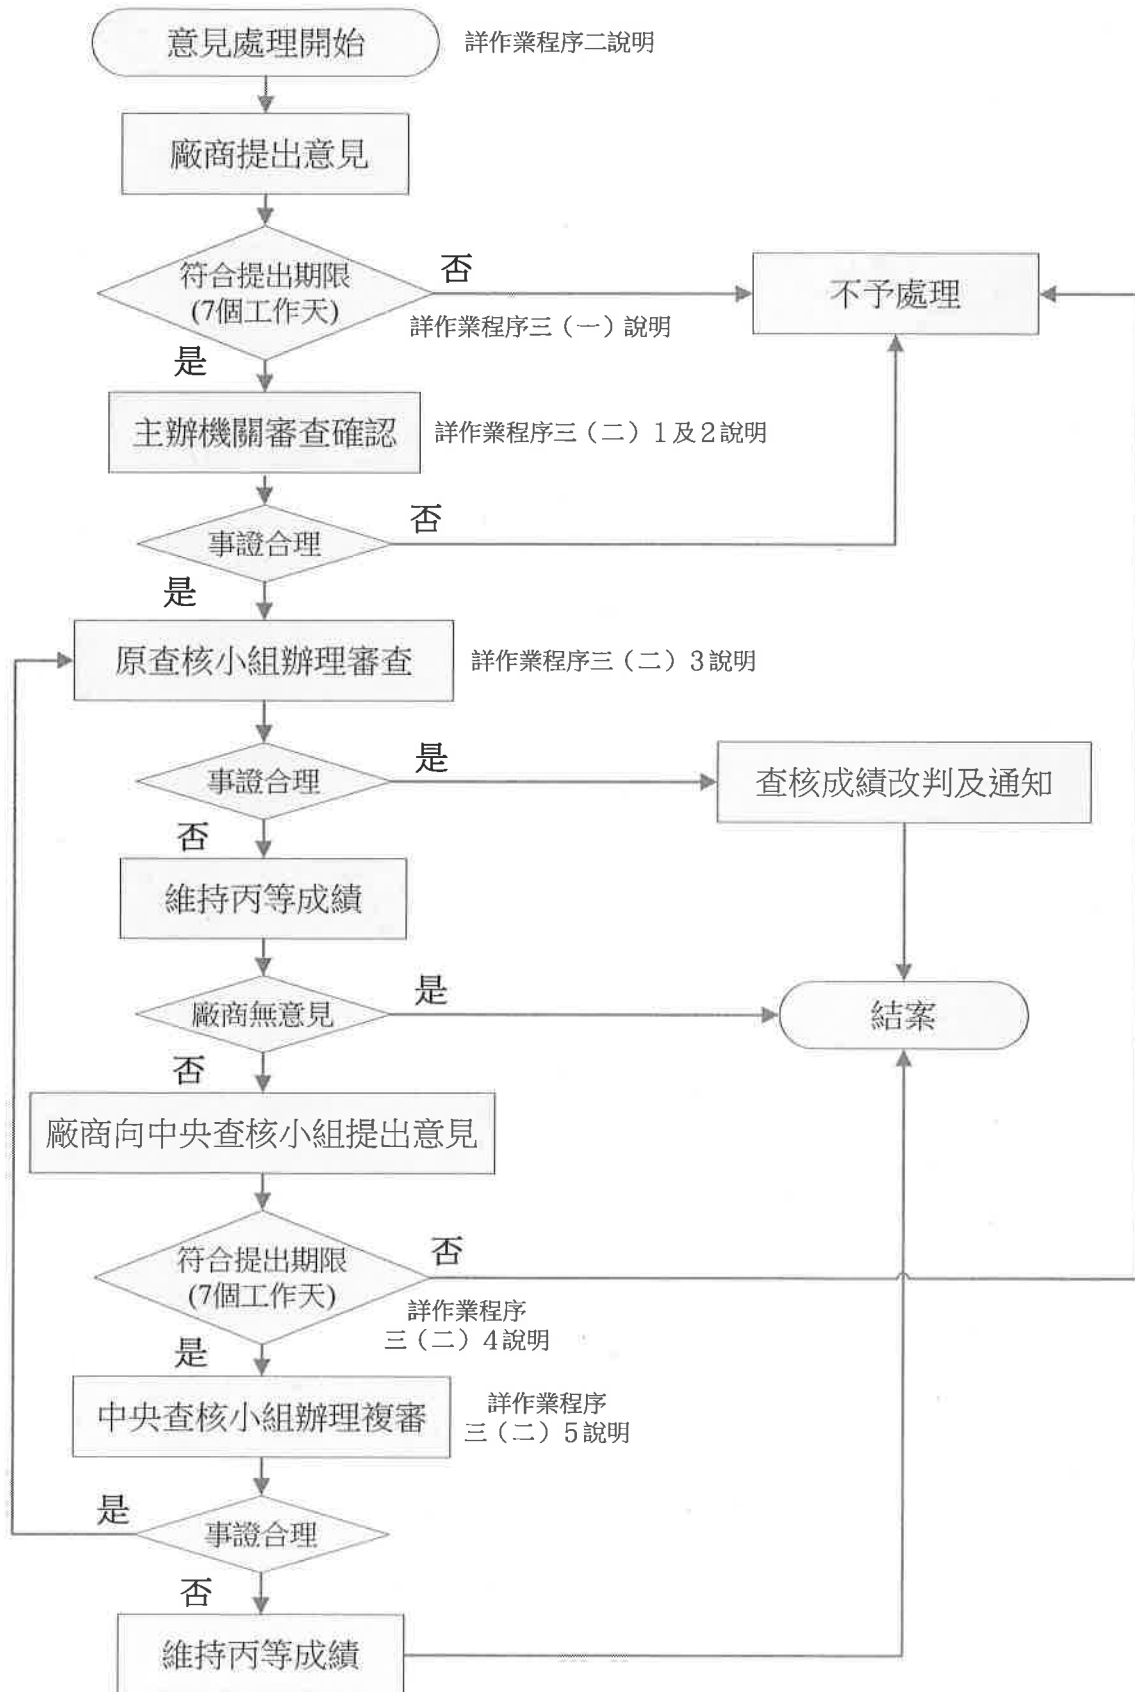 意見處理開始
詳作業程序二說明
廠商提出意見
符合提出期限
(7個工作天)
否
不予處理
詳作業程序三（一）說明
是
主辦機關審查確認
詳作業程序三（二）1及2說明
否
事證合理
是
原查核小組辦理審查
詳作業程序三（二）3說明
事證合理
是
查核成績改判及通知
否
維持丙等成績
廠商無意見
是
結案
否
廠商向中央查核小組提出意見
符合提出期限
(7個工作天)
否
詳作業程序
三（二）4說明
是
中央查核小組辦理複審
詳作業程序
三（二）5說明
是
事證合理
否
維持丙等成績